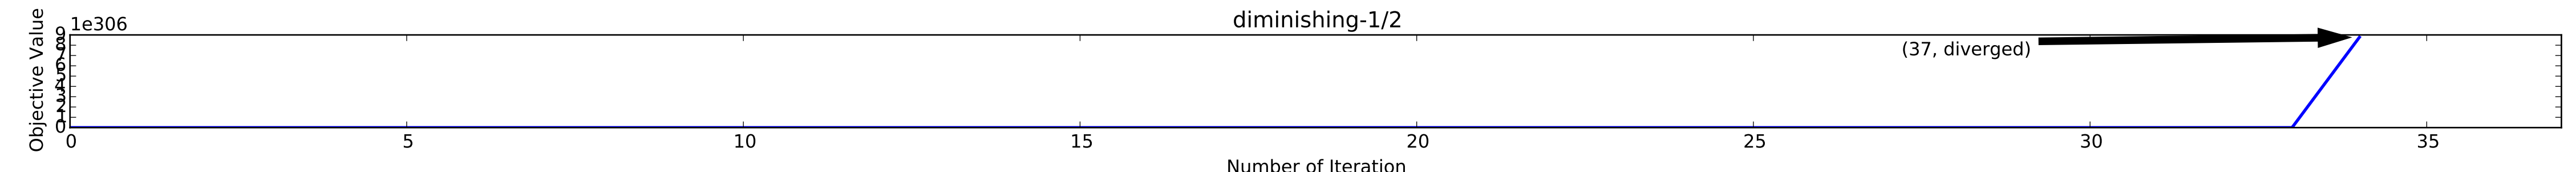 diminishing-1/2
1e306
Objective Value
9
8
7
6
5
4
3
2
1
0
(37, diverged)
0 5 10 15 20 25 30 35
Number of Iteration